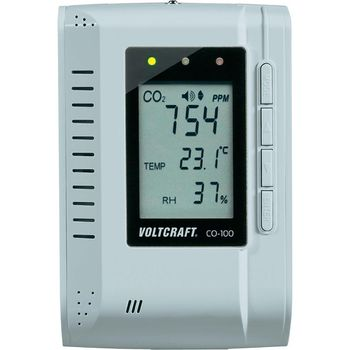 CO₂ PPM
754
TEMP 23.1°C
RH 37%
VOLTCRAFT® CO-100